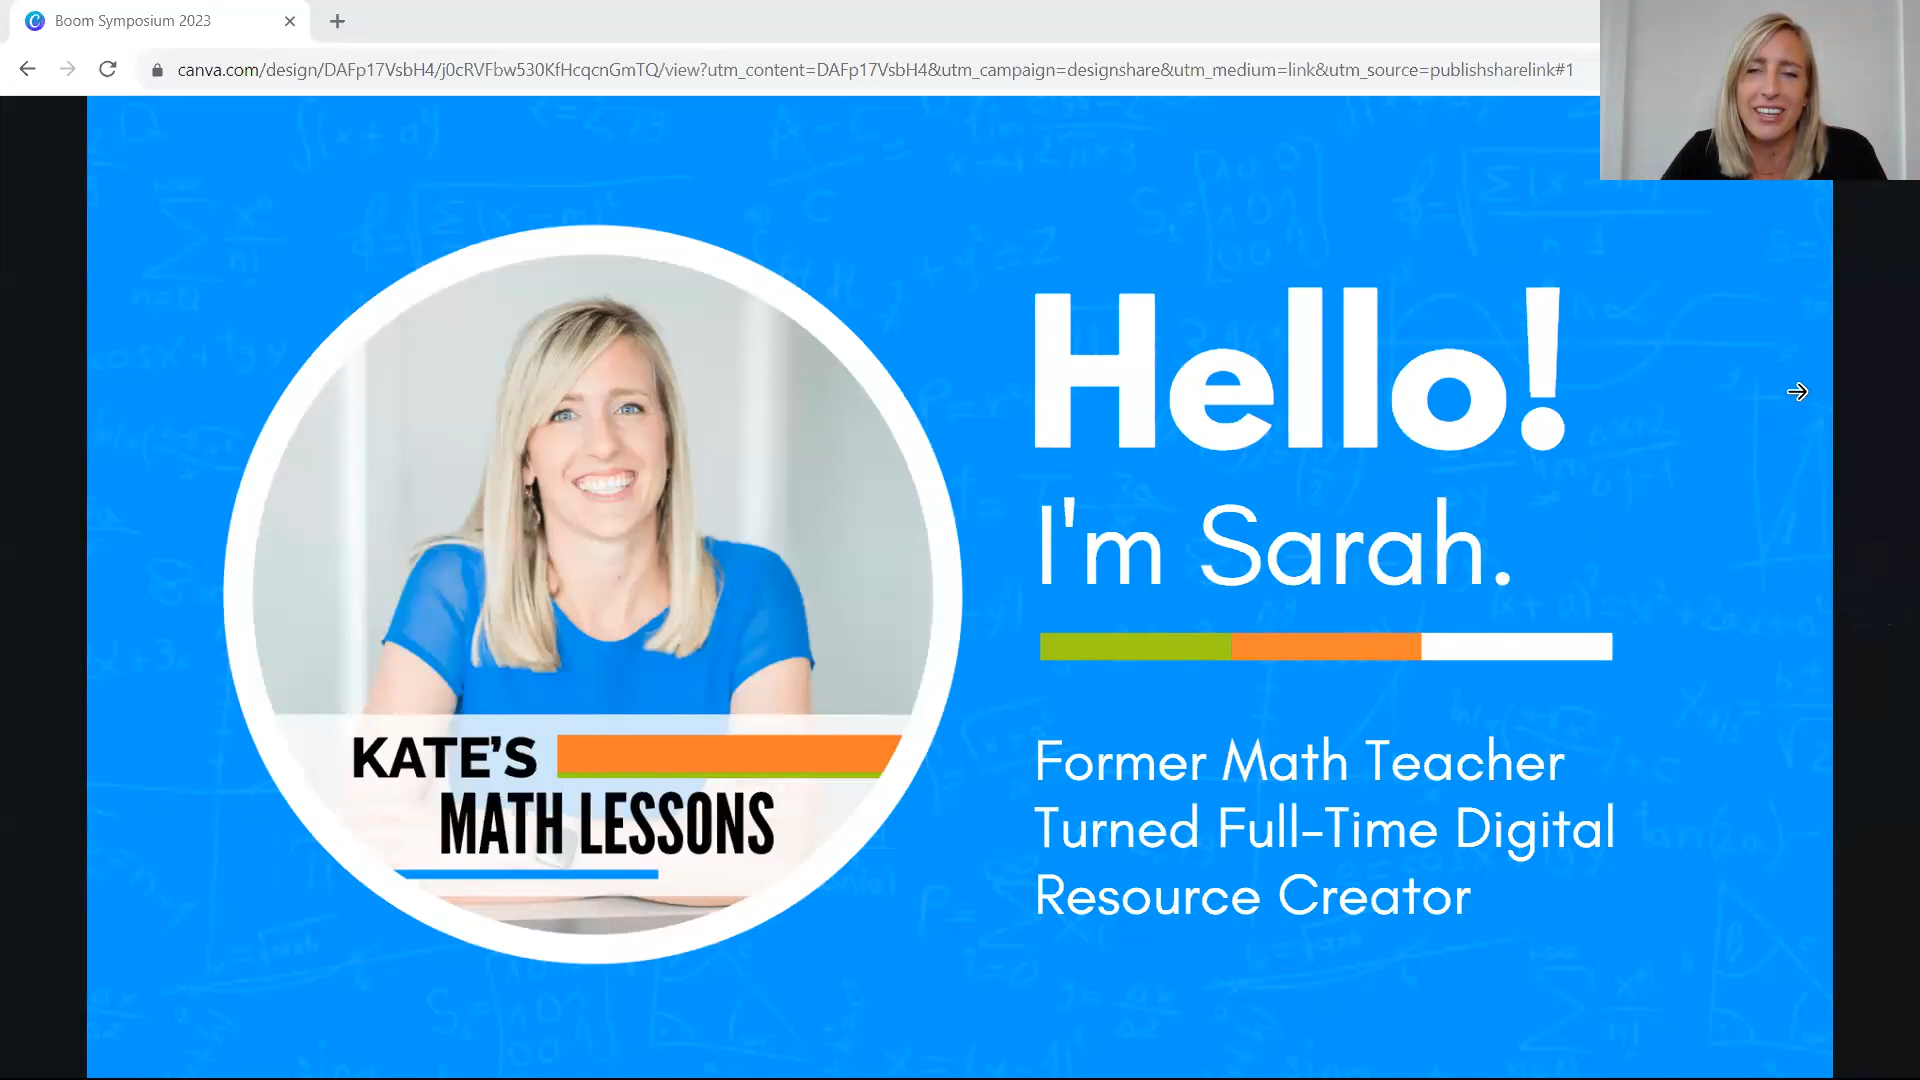 Boom Symposium 2023
canva.com/design/DAFp17VsbH4/j0cRVFbw530KfHcqcnGmTQ/view?utm_content=DAFp17VsbH4&utm_campaign=designshare&utm_medium=link&utm_source=publishsharelink#1
Hello!
I'm Sarah.
KATE'S
MATH LESSONS
Former Math Teacher
Turned Full-Time Digital
Resource Creator